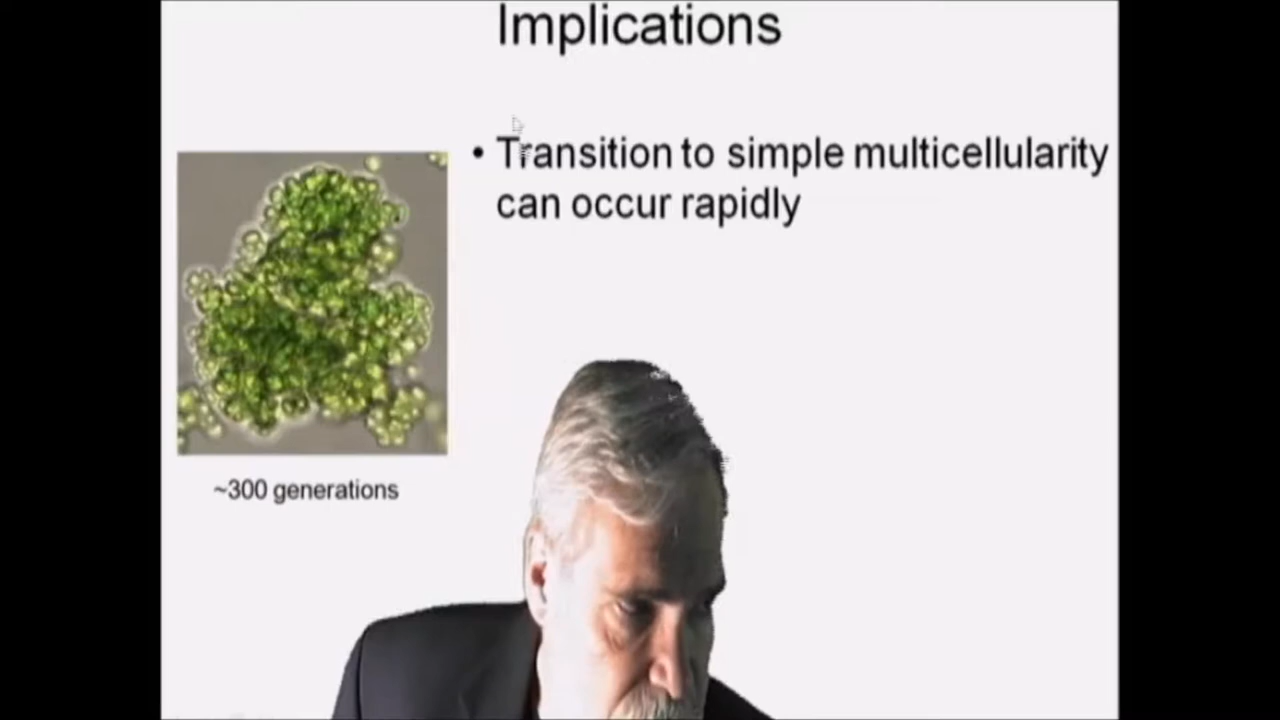 Implications
• Transition to simple multicellularity
can occur rapidly
~300 generations